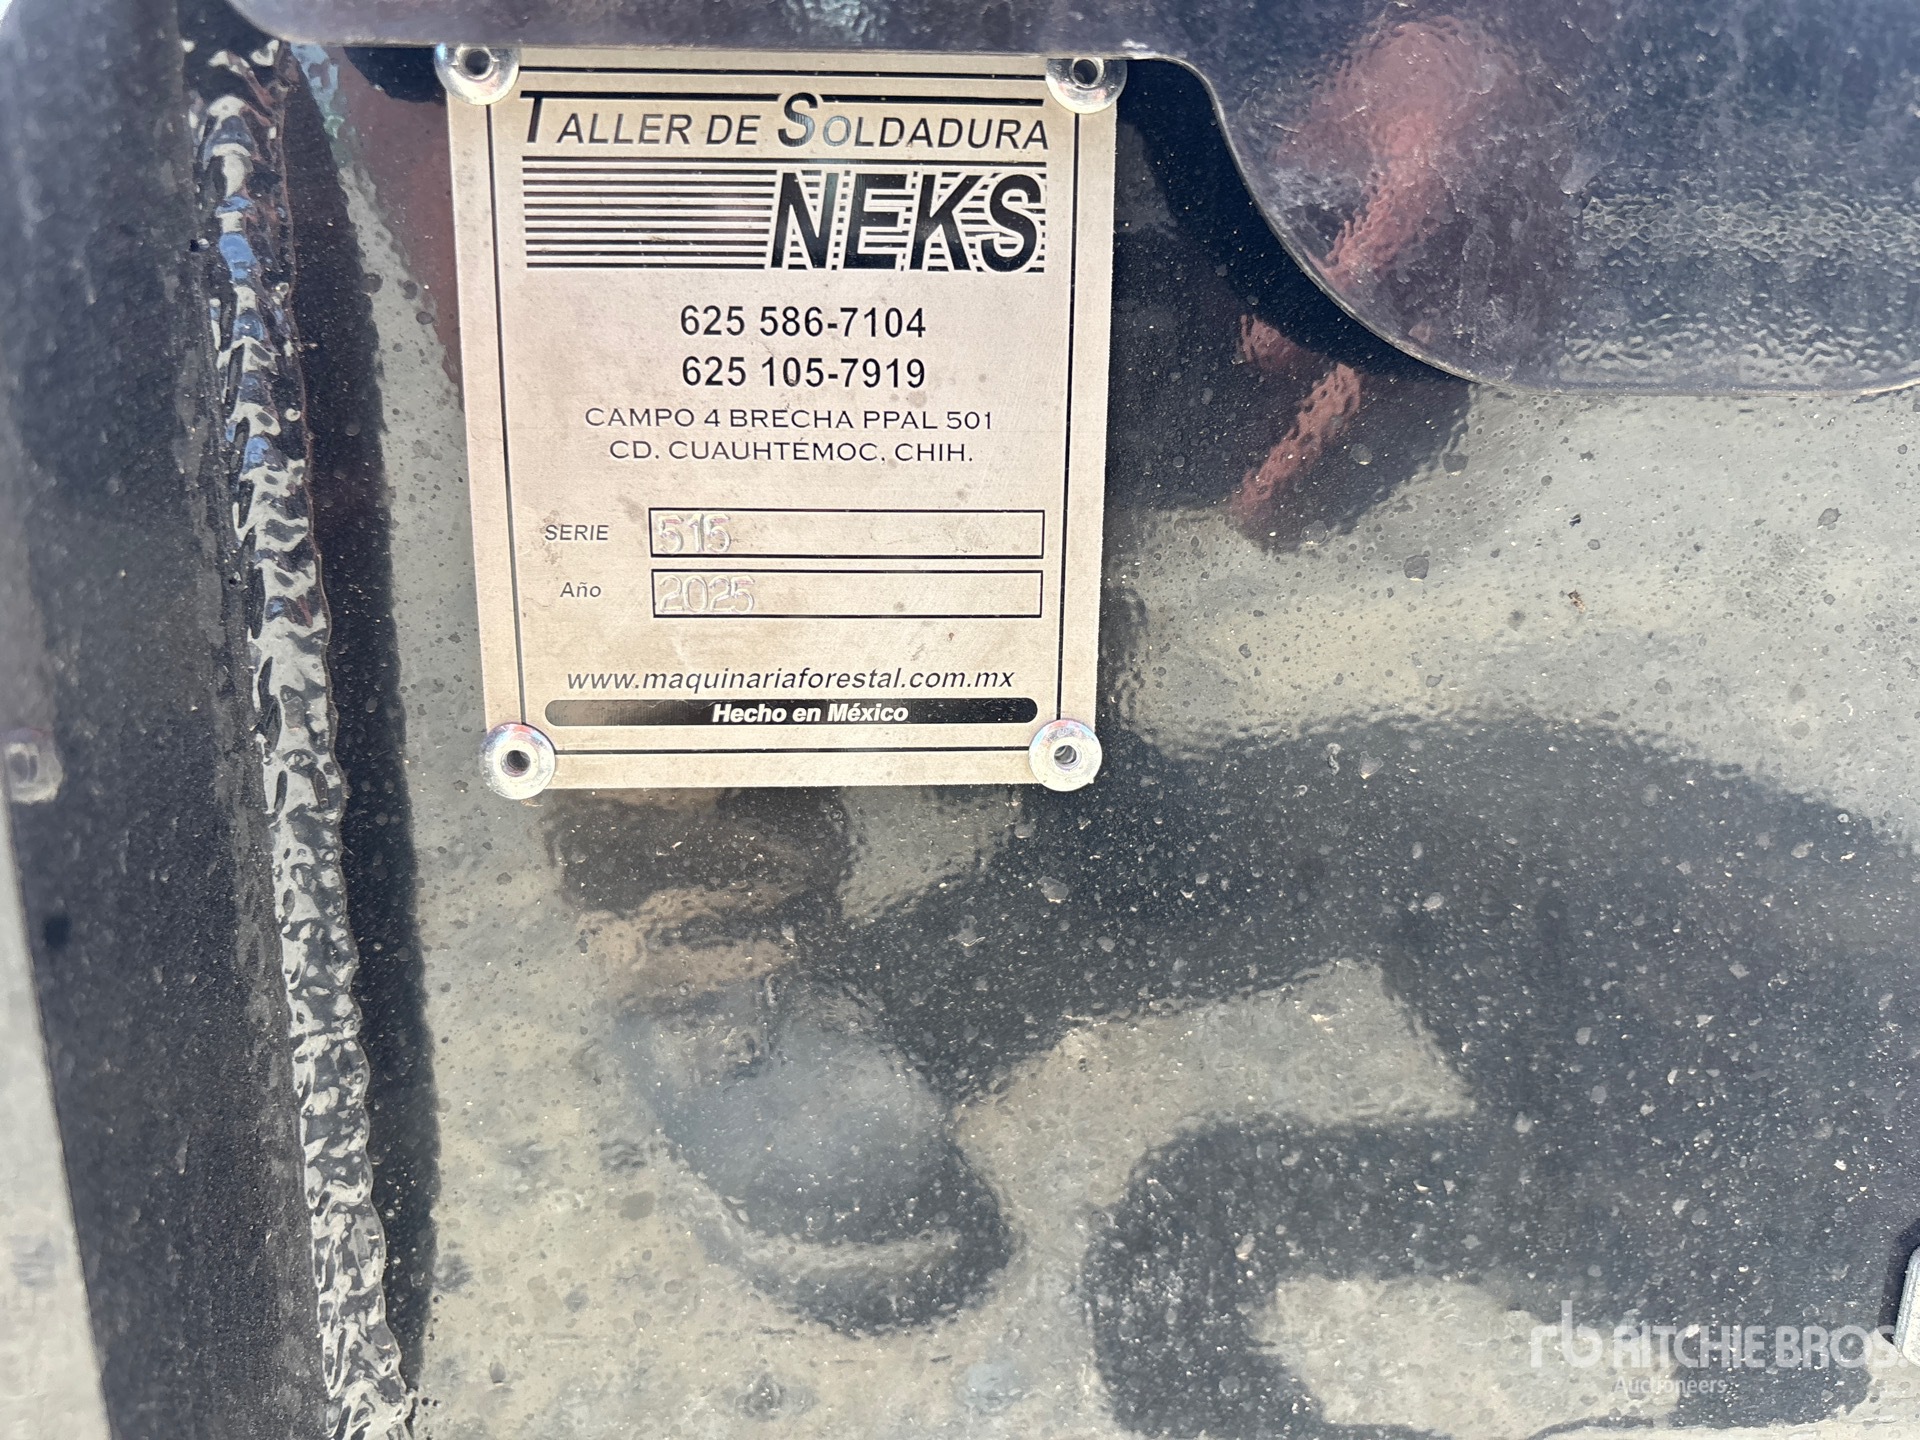 TALLER DE SOLDADURA
NEKS
625 586-7104
625 105-7919
CAMPO 4 BRECHA PPAL 501
CD. CUAUHTÉMOC, CHIH.
SERIE 515
Año 2025
www.maquinariaforestal.com.mx
Hecho en México
rb RITCHIE BROS.
Auctioneers